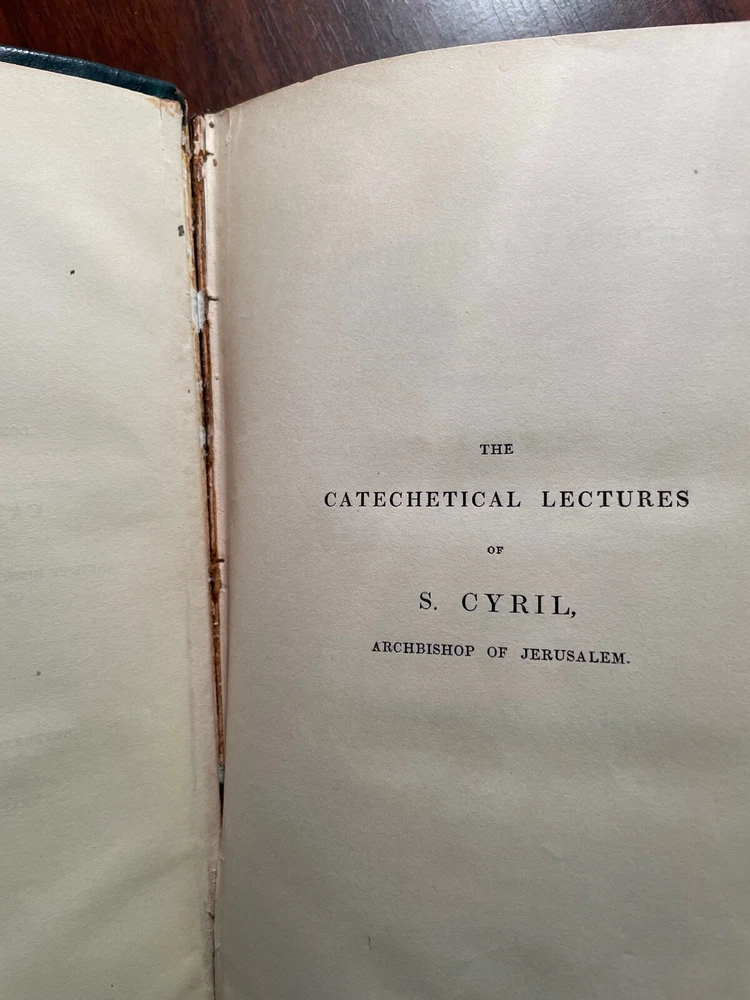 THE
CATECHETICAL LECTURES
OF
S. CYRIL,
ARCHBISHOP OF JERUSALEM.